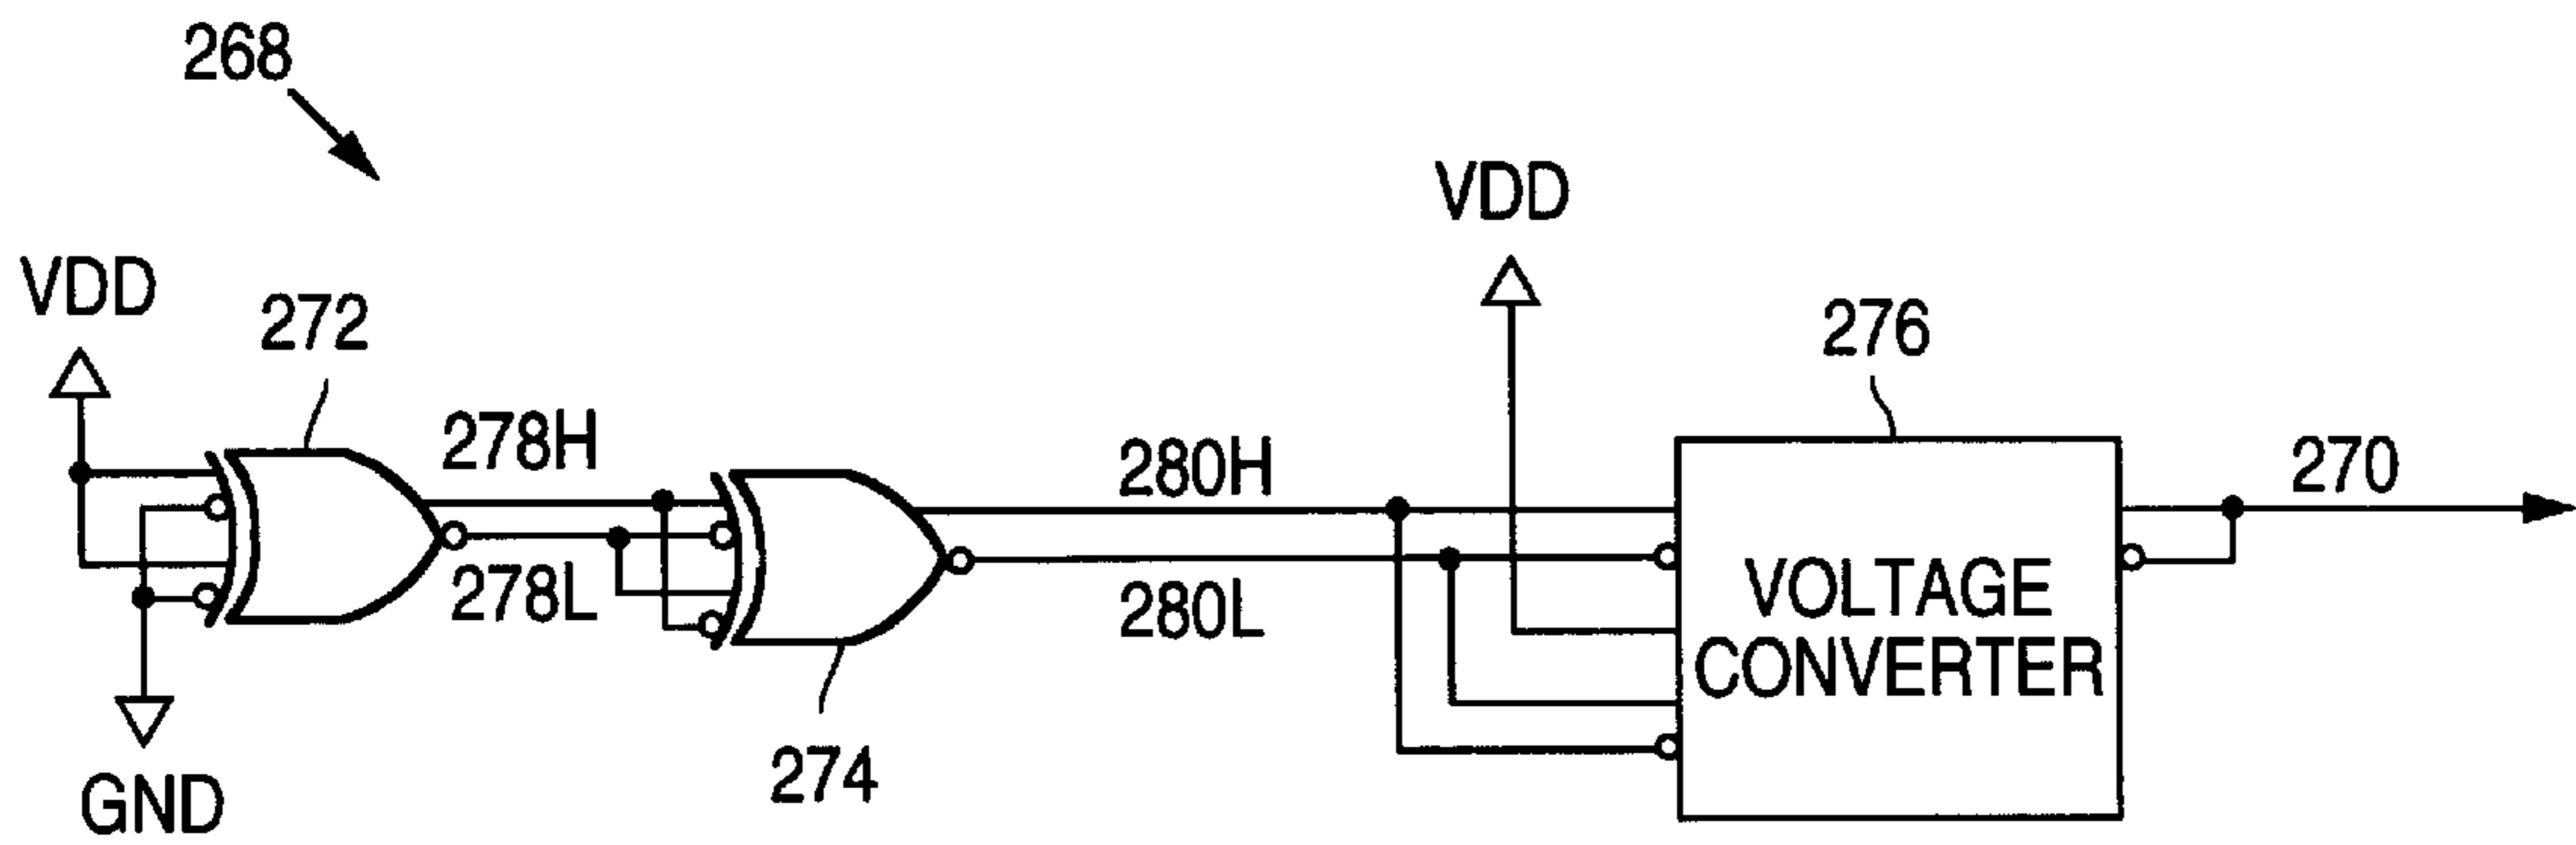 268
VDD
VDD
272
276
278H
280H
270
278L
280L
VOLTAGE
CONVERTER
274
GND